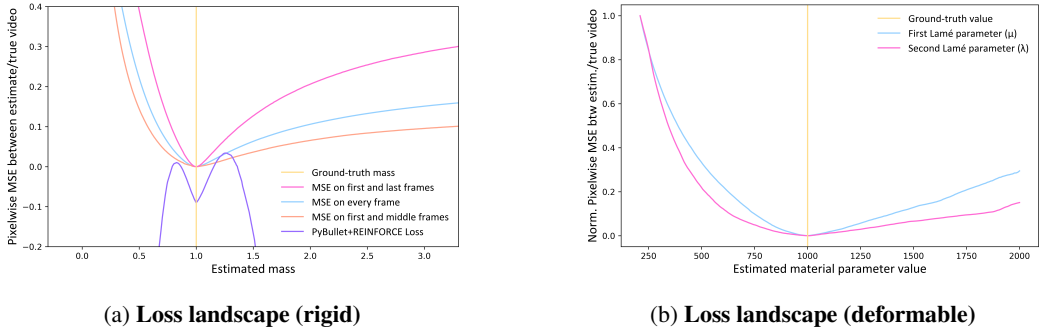 Pixelwise MSE between estimate/true video
0.4
0.3
0.2
0.1
0.0
−0.1
−0.2
Ground-truth mass
MSE on first and last frames
MSE on every frame
MSE on first and middle frames
PyBullet+REINFORCE Loss
0.0 0.5 1.0 1.5 2.0 2.5 3.0
Estimated mass
(a) Loss landscape (rigid)
Norm. Pixelwise MSE btw estim./true video
1.0
0.8
0.6
0.4
0.2
0.0
Ground-truth value
First Lamé parameter (μ)
Second Lamé parameter (λ)
250 500 750 1000 1250 1500 1750 2000
Estimated material parameter value
(b) Loss landscape (deformable)